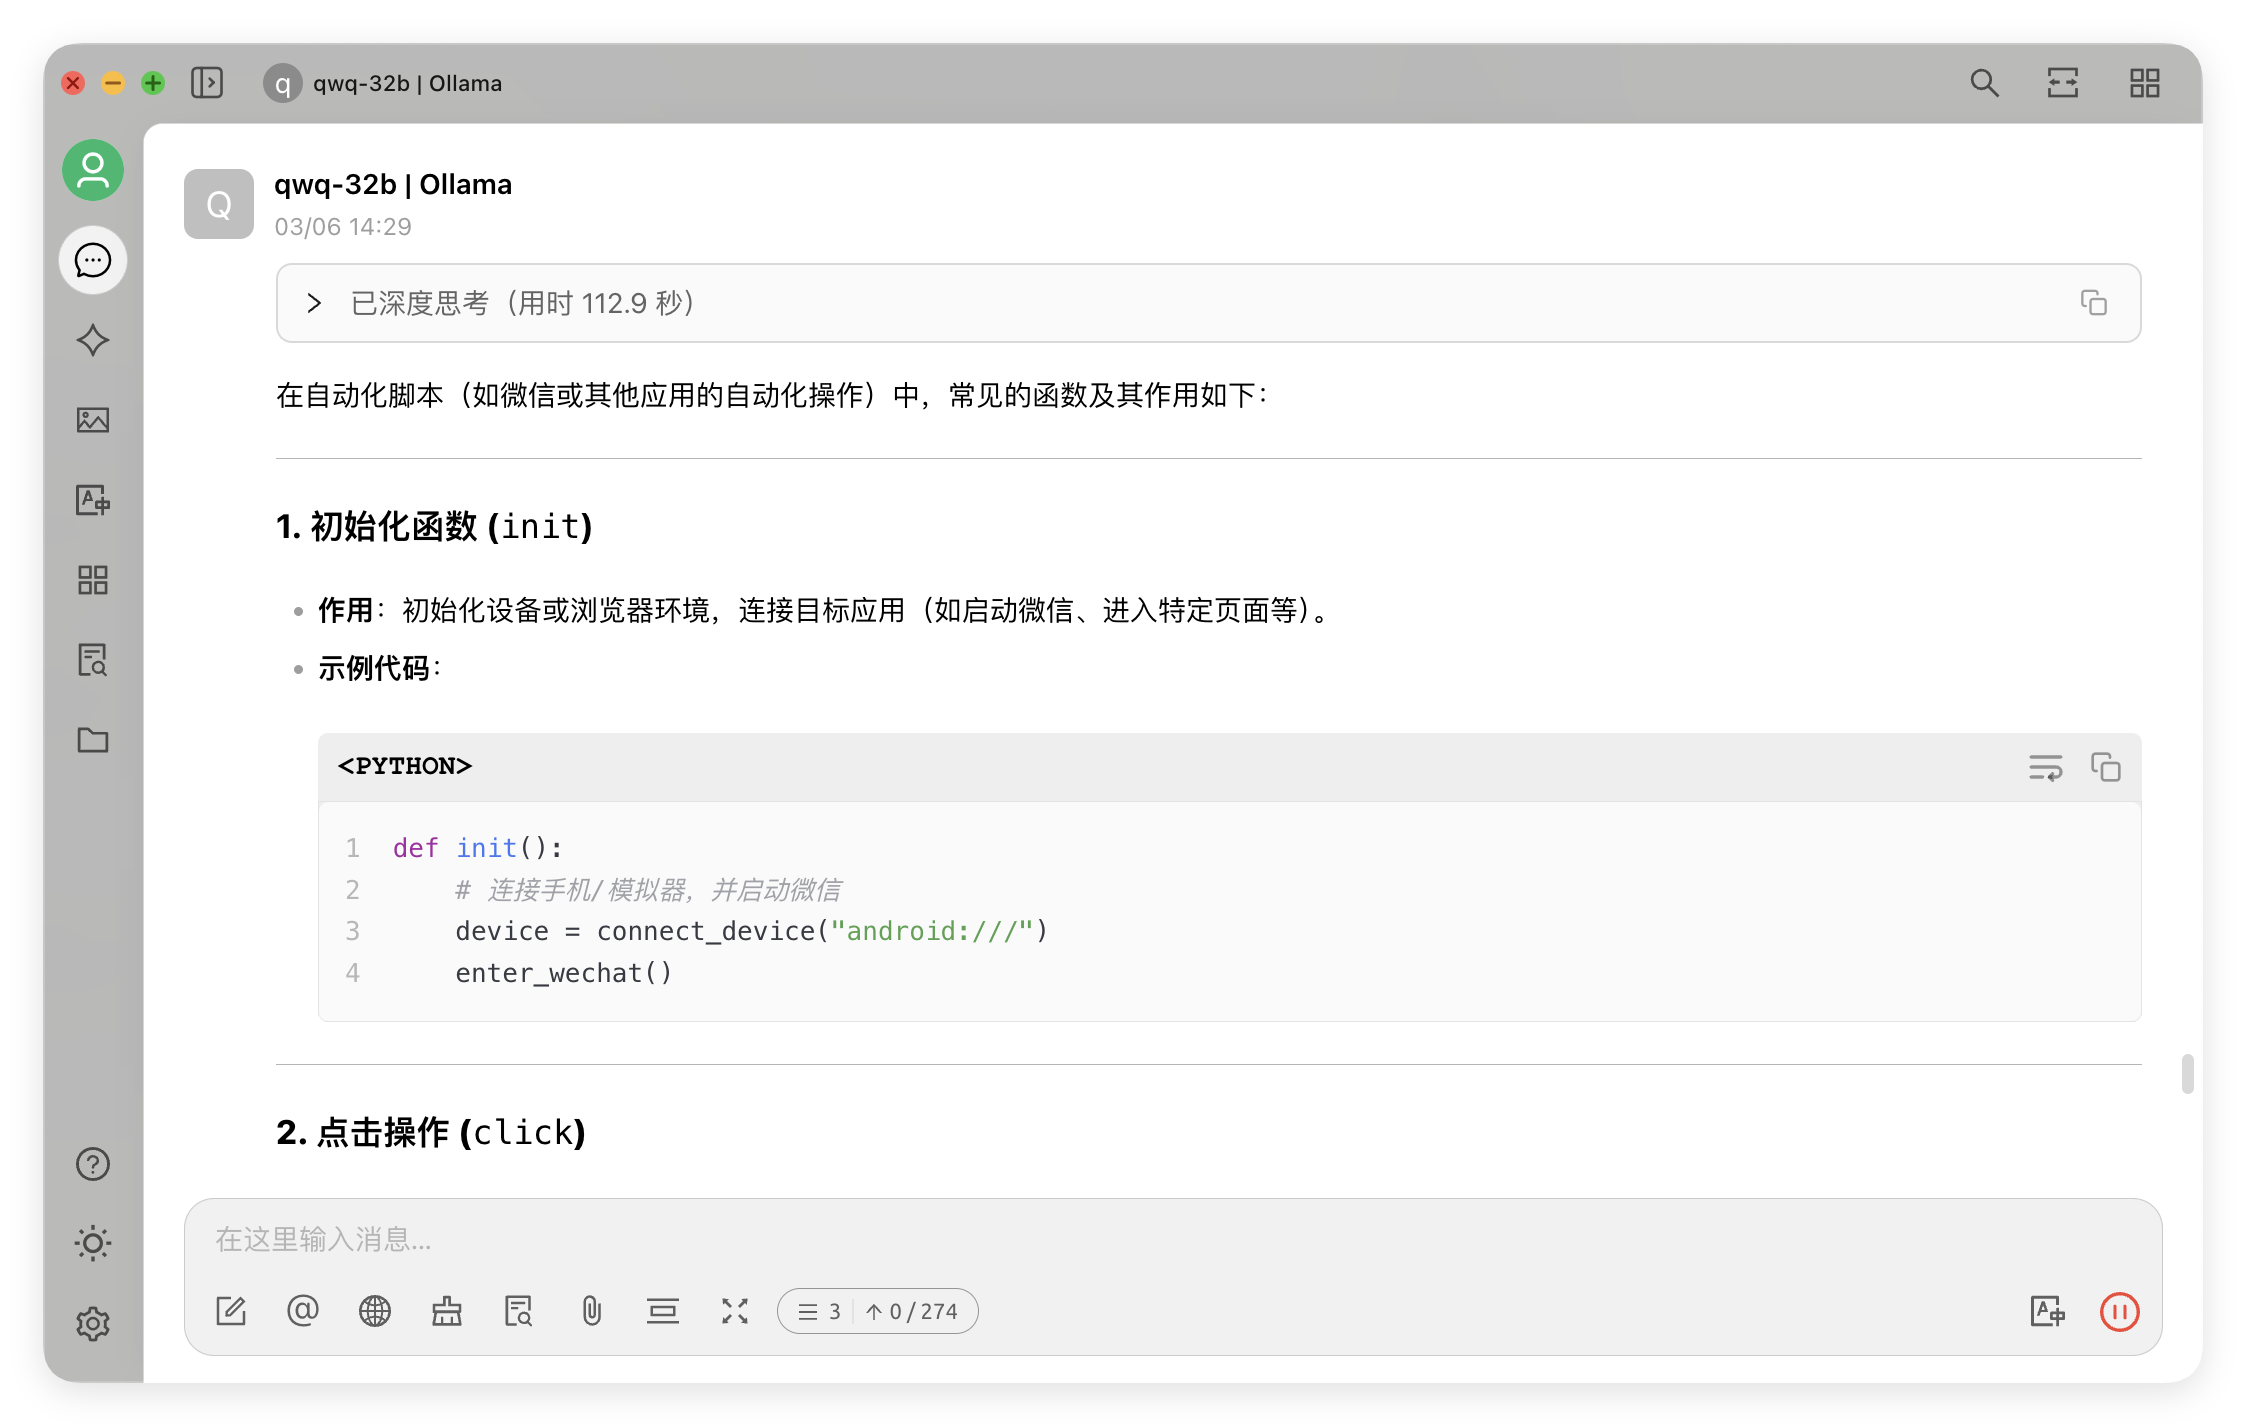 q qwq-32b | Ollama
Q
qwq-32b | Ollama
03/06 14:29
已深度思考（用时 112.9 秒）
在自动化脚本（如微信或其他应用的自动化操作）中，常见的函数及其作用如下：
1. 初始化函数 (init)
作用：初始化设备或浏览器环境，连接目标应用（如启动微信、进入特定页面等）。
示例代码：
<PYTHON>
1 def init():
2     # 连接手机/模拟器，并启动微信
3     device = connect_device("android:///")
4     enter_wechat()
2. 点击操作 (click)
在这里输入消息...
3 ↑ 0 / 274